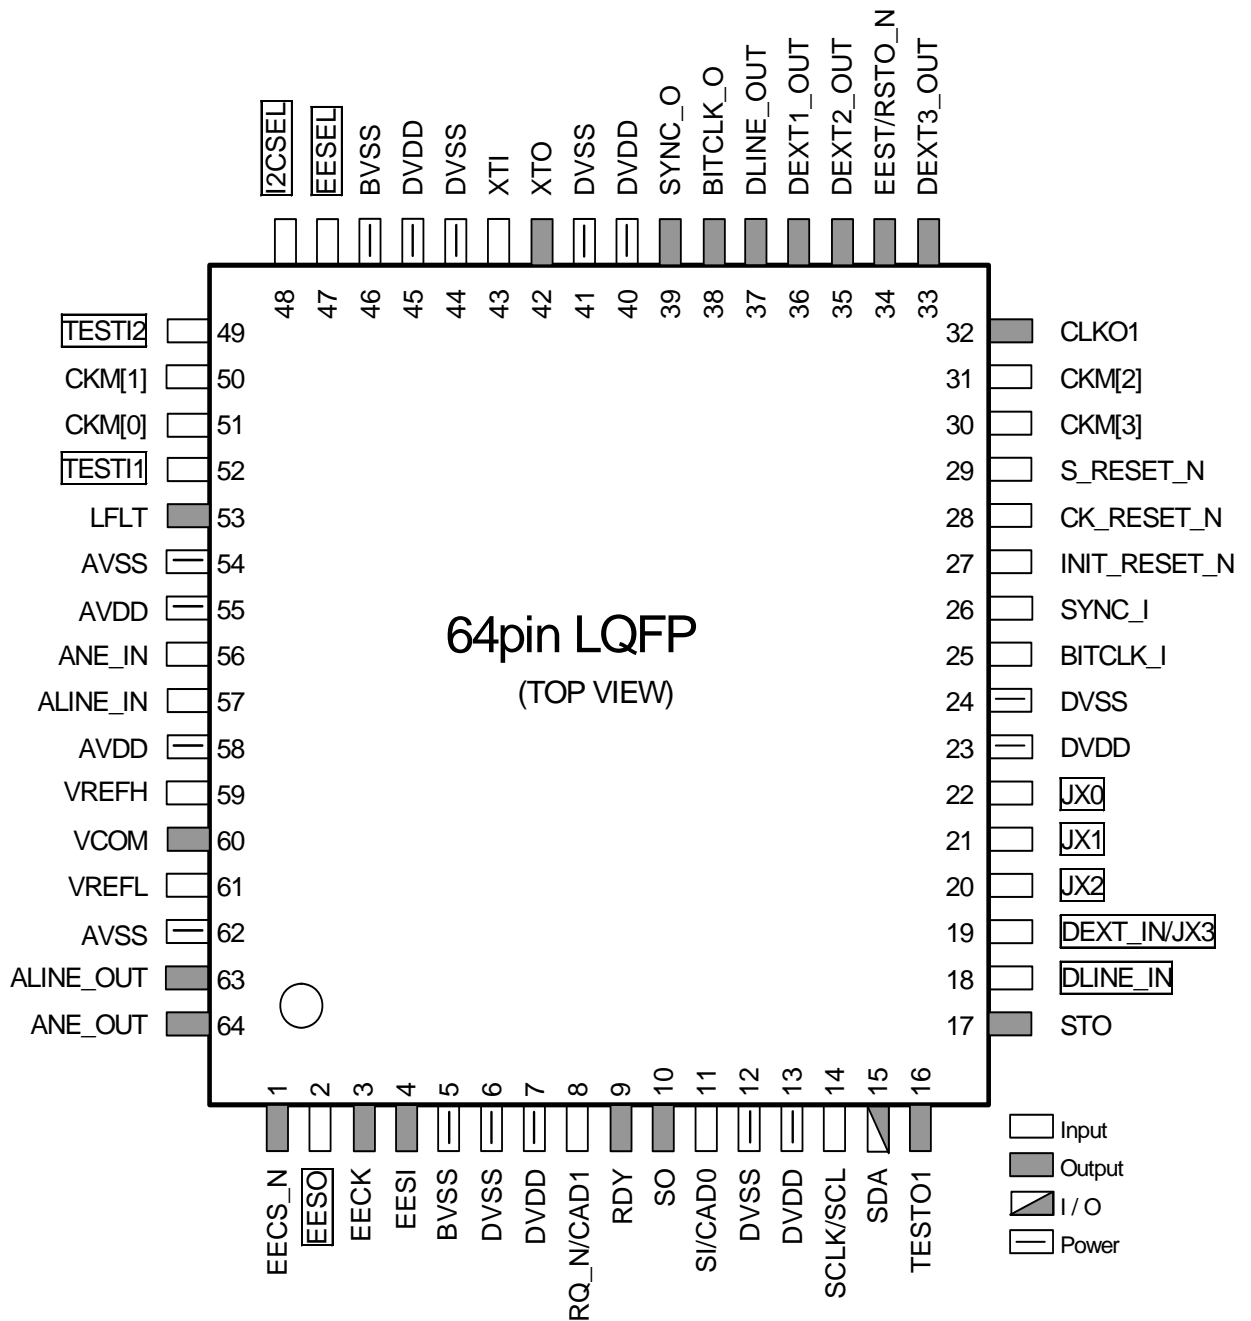 I2CSEL
EESEL
BVSS
DVDD
DVSS
XTI
XTO
DVSS
DVDD
SYNC_O
BITCLK_O
DLINE_OUT
DEXT1_OUT
DEXT2_OUT
EEST/RSTO_N
DEXT3_OUT
48 47 46 45 44 43 42 41 40 39 38 37 36 35 34 33
TESTI2 49
CKM[1] 50
CKM[0] 51
TESTI1 52
LFLT 53
AVSS 54
AVDD 55
ANE_IN 56
ALINE_IN 57
AVDD 58
VREFH 59
VCOM 60
VREFL 61
AVSS 62
ALINE_OUT 63
ANE_OUT 64
64pin LQFP
(TOP VIEW)
32 CLKO1
31 CKM[2]
30 CKM[3]
29 S_RESET_N
28 CK_RESET_N
27 INIT_RESET_N
26 SYNC_I
25 BITCLK_I
24 DVSS
23 DVDD
22 JX0
21 JX1
20 JX2
19 DEXT_IN/JX3
18 DLINE_IN
17 STO
1 2 3 4 5 6 7 8 9 10 11 12 13 14 15 16
EECS_N
EESO
EECK
EESI
BVSS
DVSS
DVDD
RQ_N/CAD1
RDY
SO
SI/CAD0
DVSS
DVDD
SCLK/SCL
SDA
TESTO1
Input
Output
I / O
Power